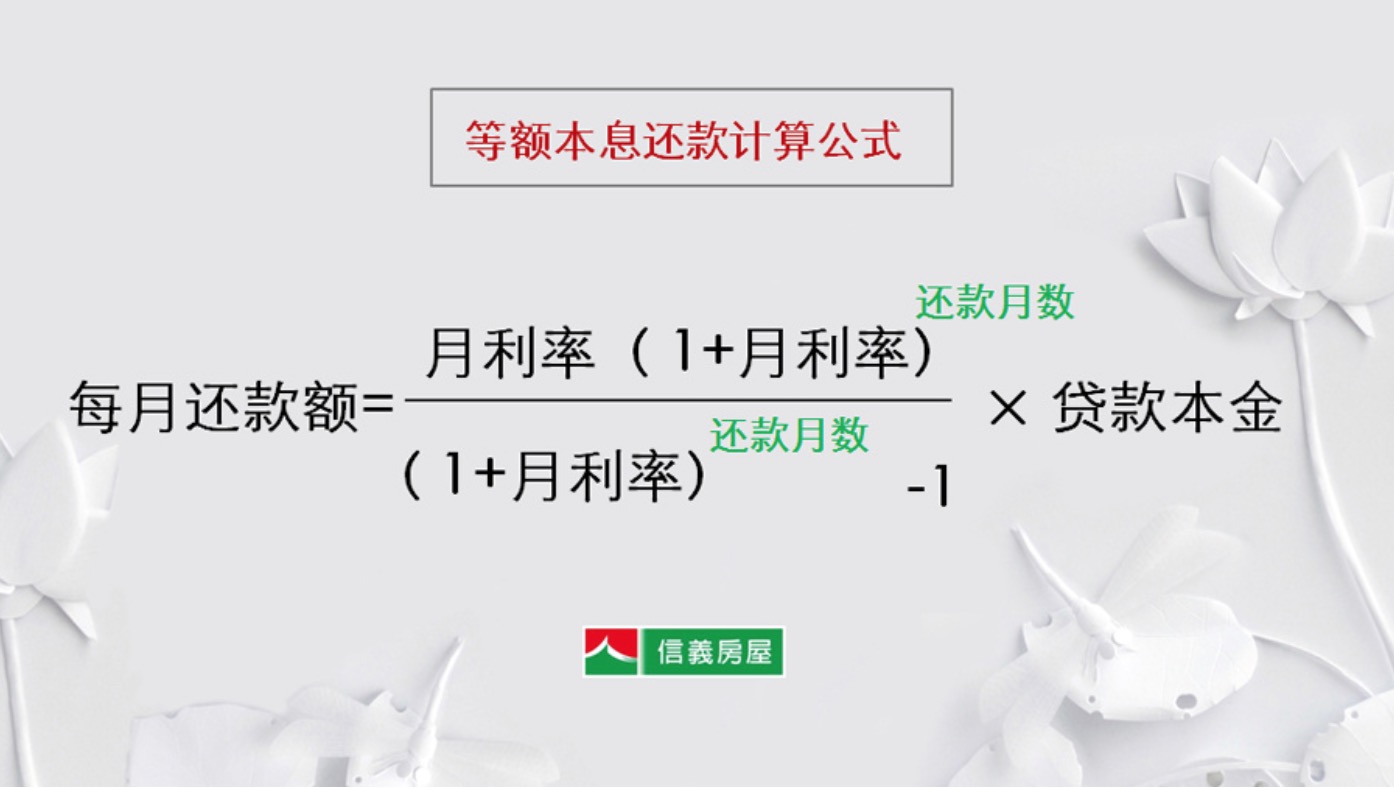 等额本息还款计算公式
还款月数
月利率（1+月利率）
每月还款额=
× 贷款本金
还款月数
（1+月利率）
-1
信義房屋